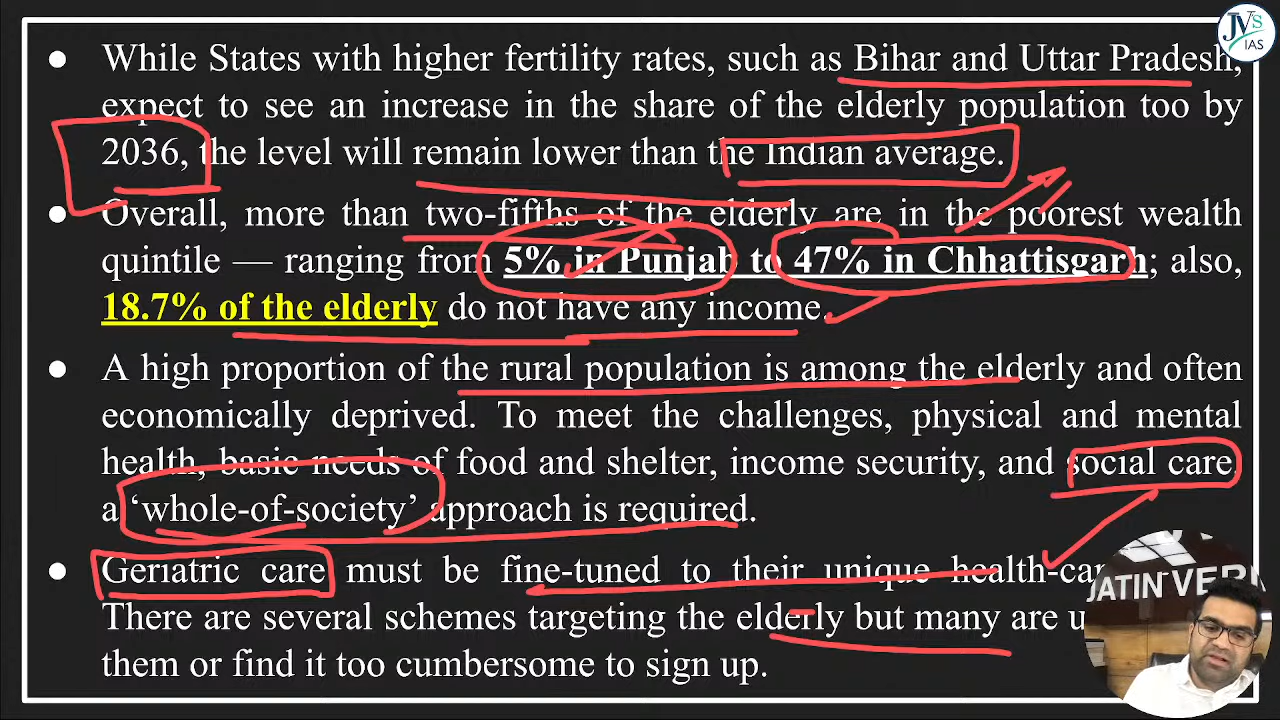 JVS
IAS
● While States with higher fertility rates, such as Bihar and Uttar Pradesh,
expect to see an increase in the share of the elderly population too by
2036, the level will remain lower than the Indian average.
● Overall, more than two-fifths of the elderly are in the poorest wealth
quintile — ranging from 5% in Punjab to 47% in Chhattisgarh; also,
18.7% of the elderly do not have any income.
● A high proportion of the rural population is among the elderly and often
economically deprived. To meet the challenges, physical and mental
health, basic needs of food and shelter, income security, and social care,
a ‘whole-of-society’ approach is required.
● Geriatric care must be fine-tuned to their unique health-car
There are several schemes targeting the elderly but many are u
them or find it too cumbersome to sign up.
JATIN VER